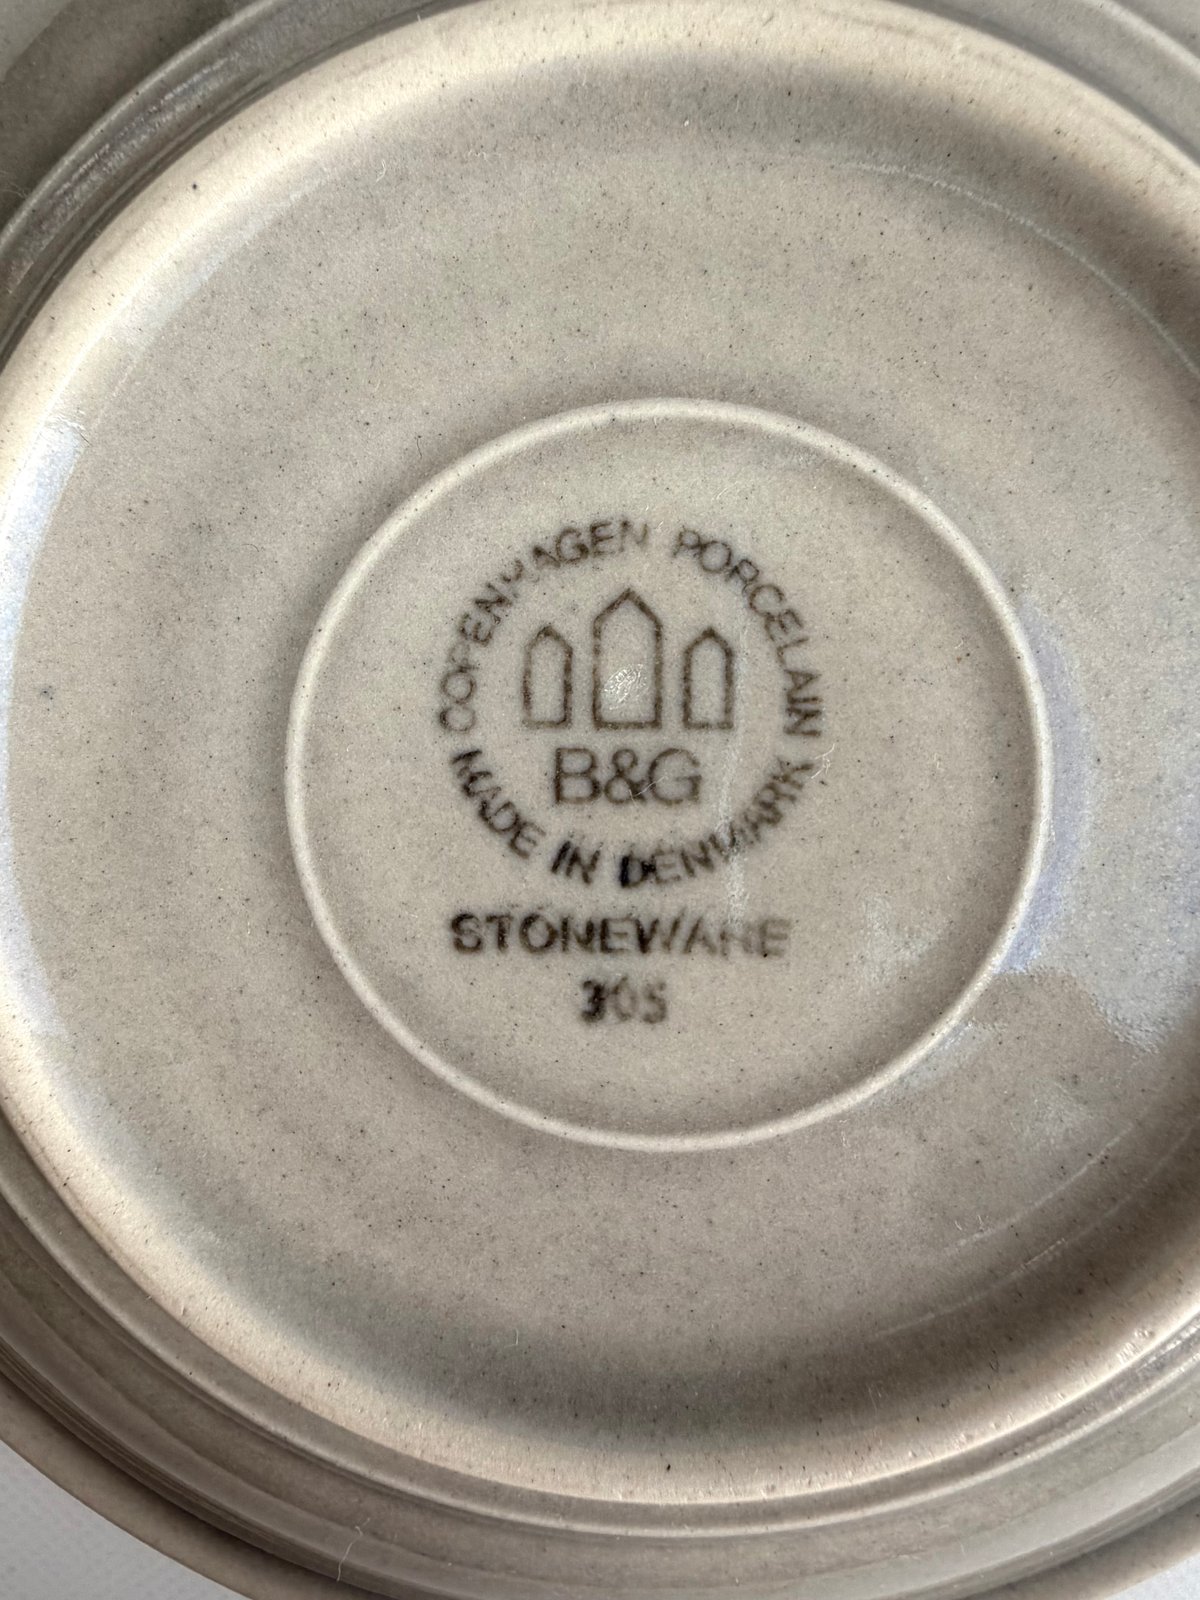 COPENHAGEN PORCELAIN
B&G
MADE IN DENMARK
STONEWARE
305